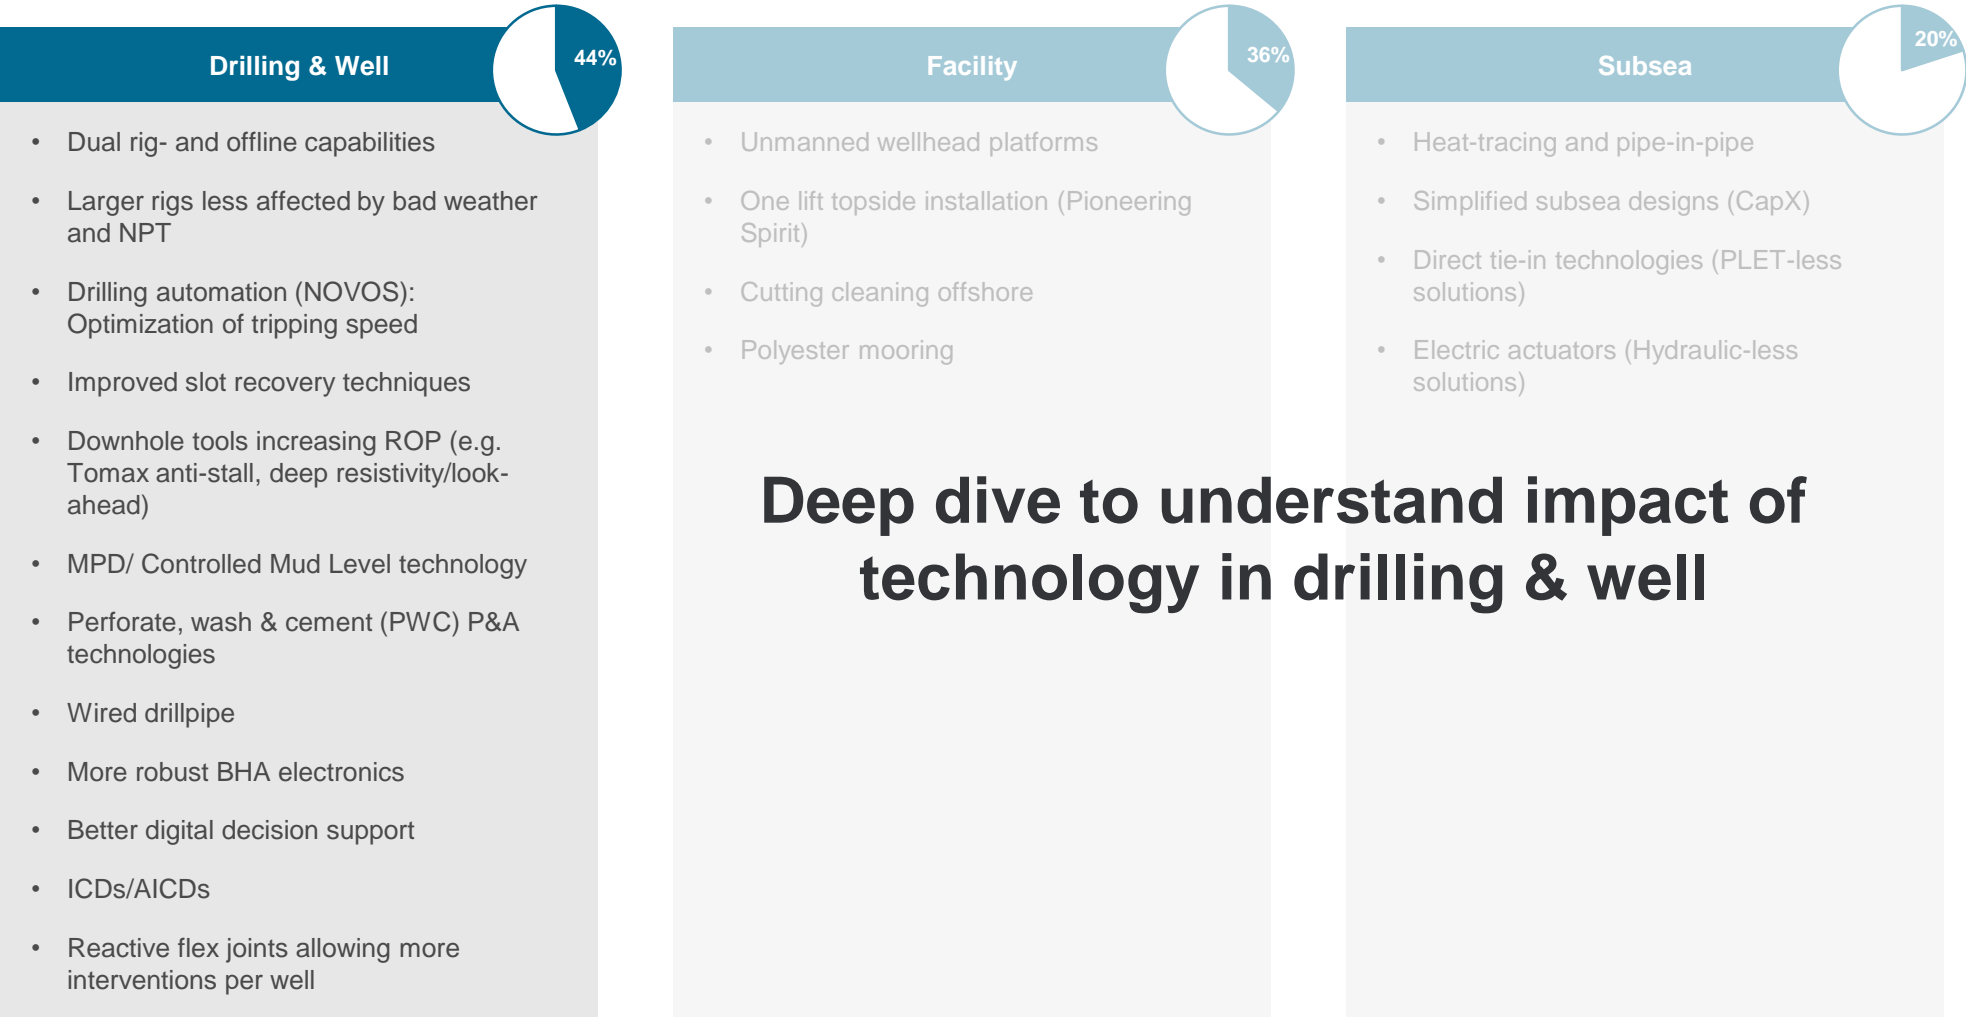 Drilling & Well
44%
• Dual rig- and offline capabilities
• Larger rigs less affected by bad weather
and NPT
• Drilling automation (NOVOS):
Optimization of tripping speed
• Improved slot recovery techniques
• Downhole tools increasing ROP (e.g.
Tomax anti-stall, deep resistivity/look-
ahead)
• MPD/ Controlled Mud Level technology
• Perforate, wash & cement (PWC) P&A
technologies
• Wired drillpipe
• More robust BHA electronics
• Better digital decision support
• ICDs/AICDs
• Reactive flex joints allowing more
interventions per well
Facility
36%
• Unmanned wellhead platforms
• One lift topside installation (Pioneering
Spirit)
• Cutting cleaning offshore
• Polyester mooring
Subsea
20%
• Heat-tracing and pipe-in-pipe
• Simplified subsea designs (CapX)
• Direct tie-in technologies (PLET-less
solutions)
• Electric actuators (Hydraulic-less
solutions)
Deep dive to understand impact of
technology in drilling & well